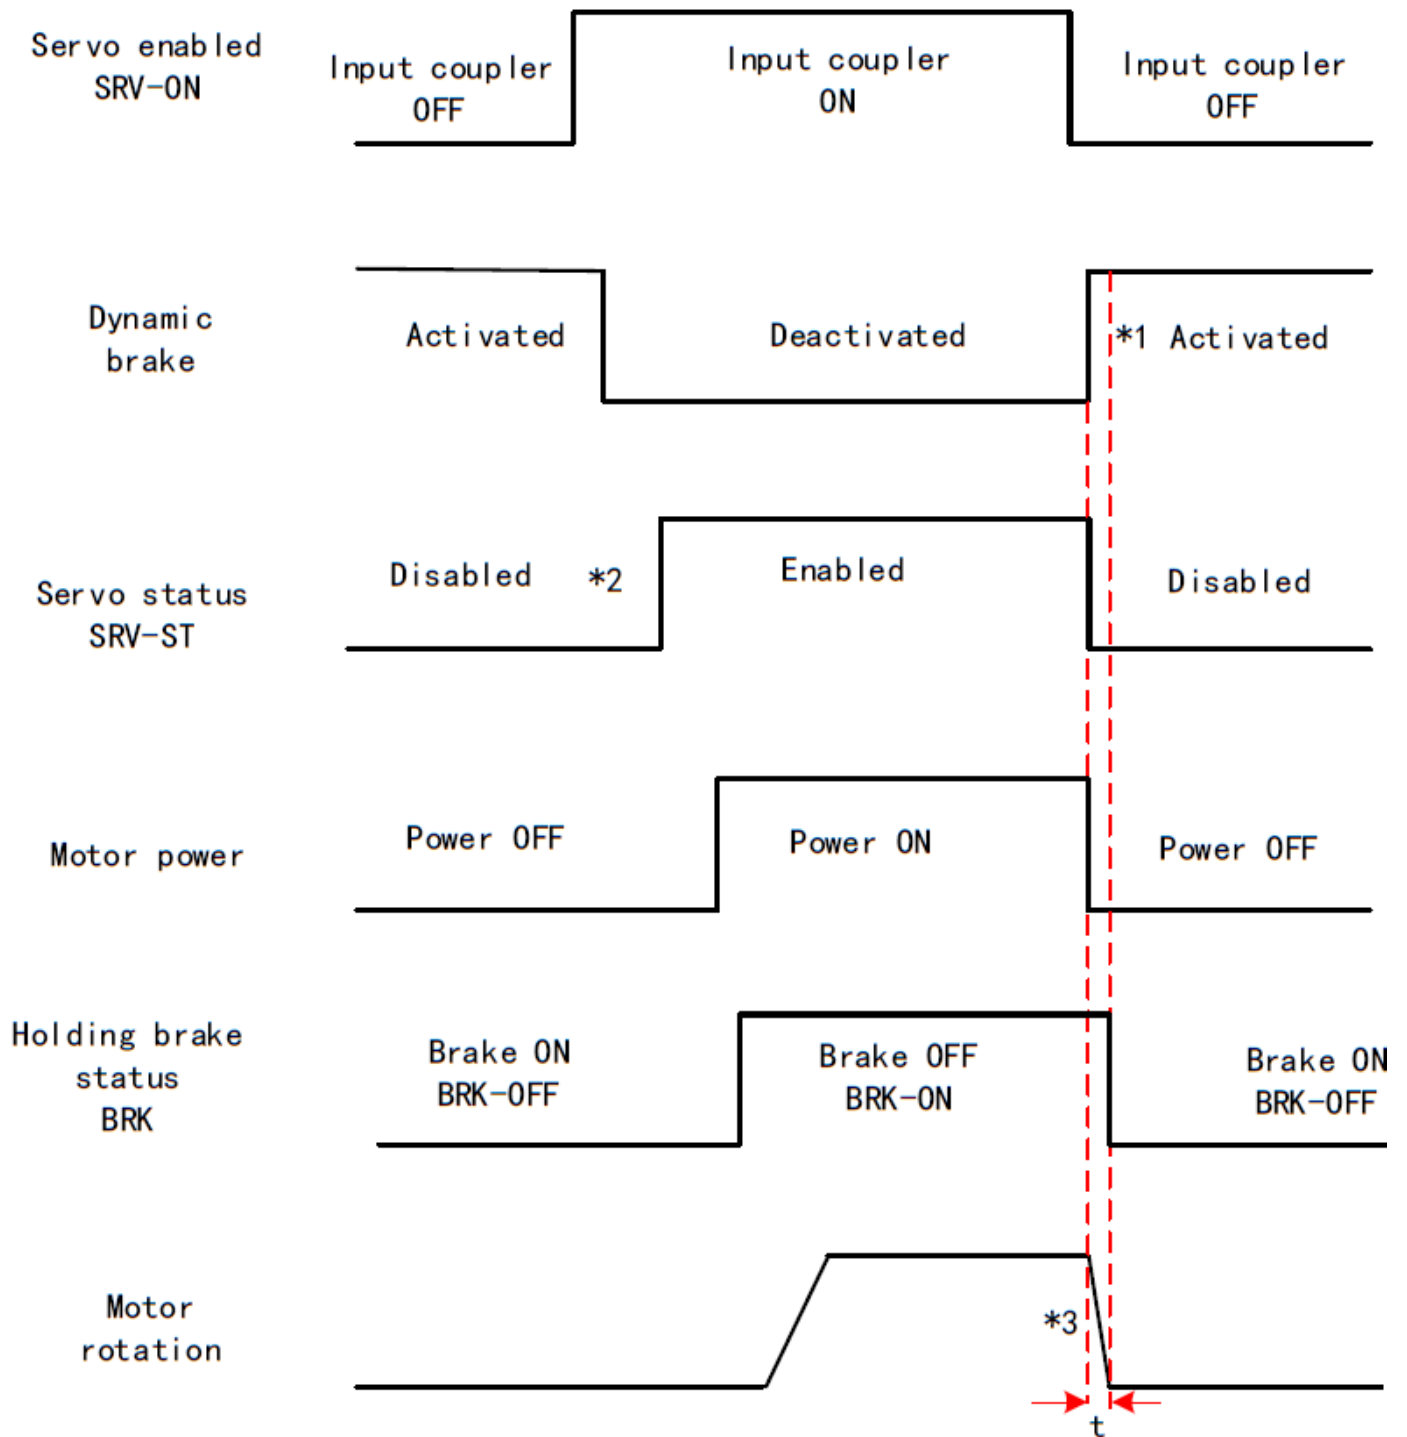 Servo enabled
SRV-ON
Input coupler
OFF
Input coupler
ON
Input coupler
OFF
Dynamic
brake
Activated
Deactivated
*1 Activated
Servo status
SRV-ST
Disabled
*2
Enabled
Disabled
Motor power
Power OFF
Power ON
Power OFF
Holding brake
status
BRK
Brake ON
BRK-OFF
Brake OFF
BRK-ON
Brake ON
BRK-OFF
Motor
rotation
*3
t